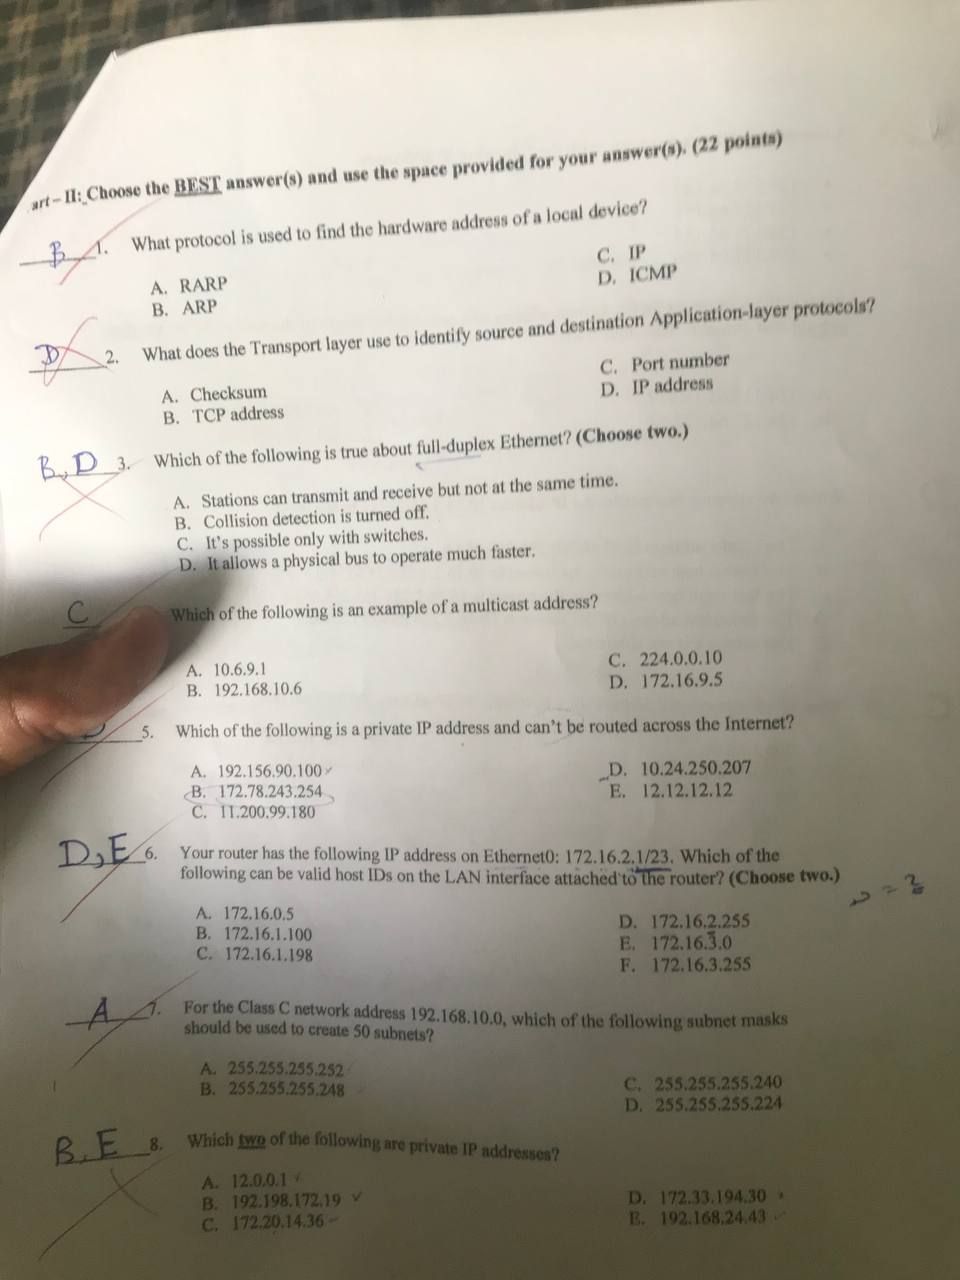 art – II: Choose the BEST answer(s) and use the space provided for your answer(s). (22 points)
B 1. What protocol is used to find the hardware address of a local device?
A. RARP
B. ARP
C. IP
D. ICMP
D 2. What does the Transport layer use to identify source and destination Application-layer protocols?
A. Checksum
B. TCP address
C. Port number
D. IP address
B, D 3. Which of the following is true about full-duplex Ethernet? (Choose two.)
A. Stations can transmit and receive but not at the same time.
B. Collision detection is turned off.
C. It's possible only with switches.
D. It allows a physical bus to operate much faster.
C Which of the following is an example of a multicast address?
A. 10.6.9.1
B. 192.168.10.6
C. 224.0.0.10
D. 172.16.9.5
5. Which of the following is a private IP address and can't be routed across the Internet?
A. 192.156.90.100
B. 172.78.243.254
C. 11.200.99.180
D. 10.24.250.207
E. 12.12.12.12
D, E 6. Your router has the following IP address on Ethernet0: 172.16.2.1/23. Which of the
following can be valid host IDs on the LAN interface attached to the router? (Choose two.)
A. 172.16.0.5
B. 172.16.1.100
C. 172.16.1.198
D. 172.16.2.255
E. 172.16.3.0
F. 172.16.3.255
A 7. For the Class C network address 192.168.10.0, which of the following subnet masks
should be used to create 50 subnets?
A. 255.255.255.252
B. 255.255.255.248
C. 255.255.255.240
D. 255.255.255.224
B, E 8. Which two of the following are private IP addresses?
A. 12.0.0.1
B. 192.198.172.19
C. 172.20.14.36
D. 172.33.194.30
E. 192.168.24.43